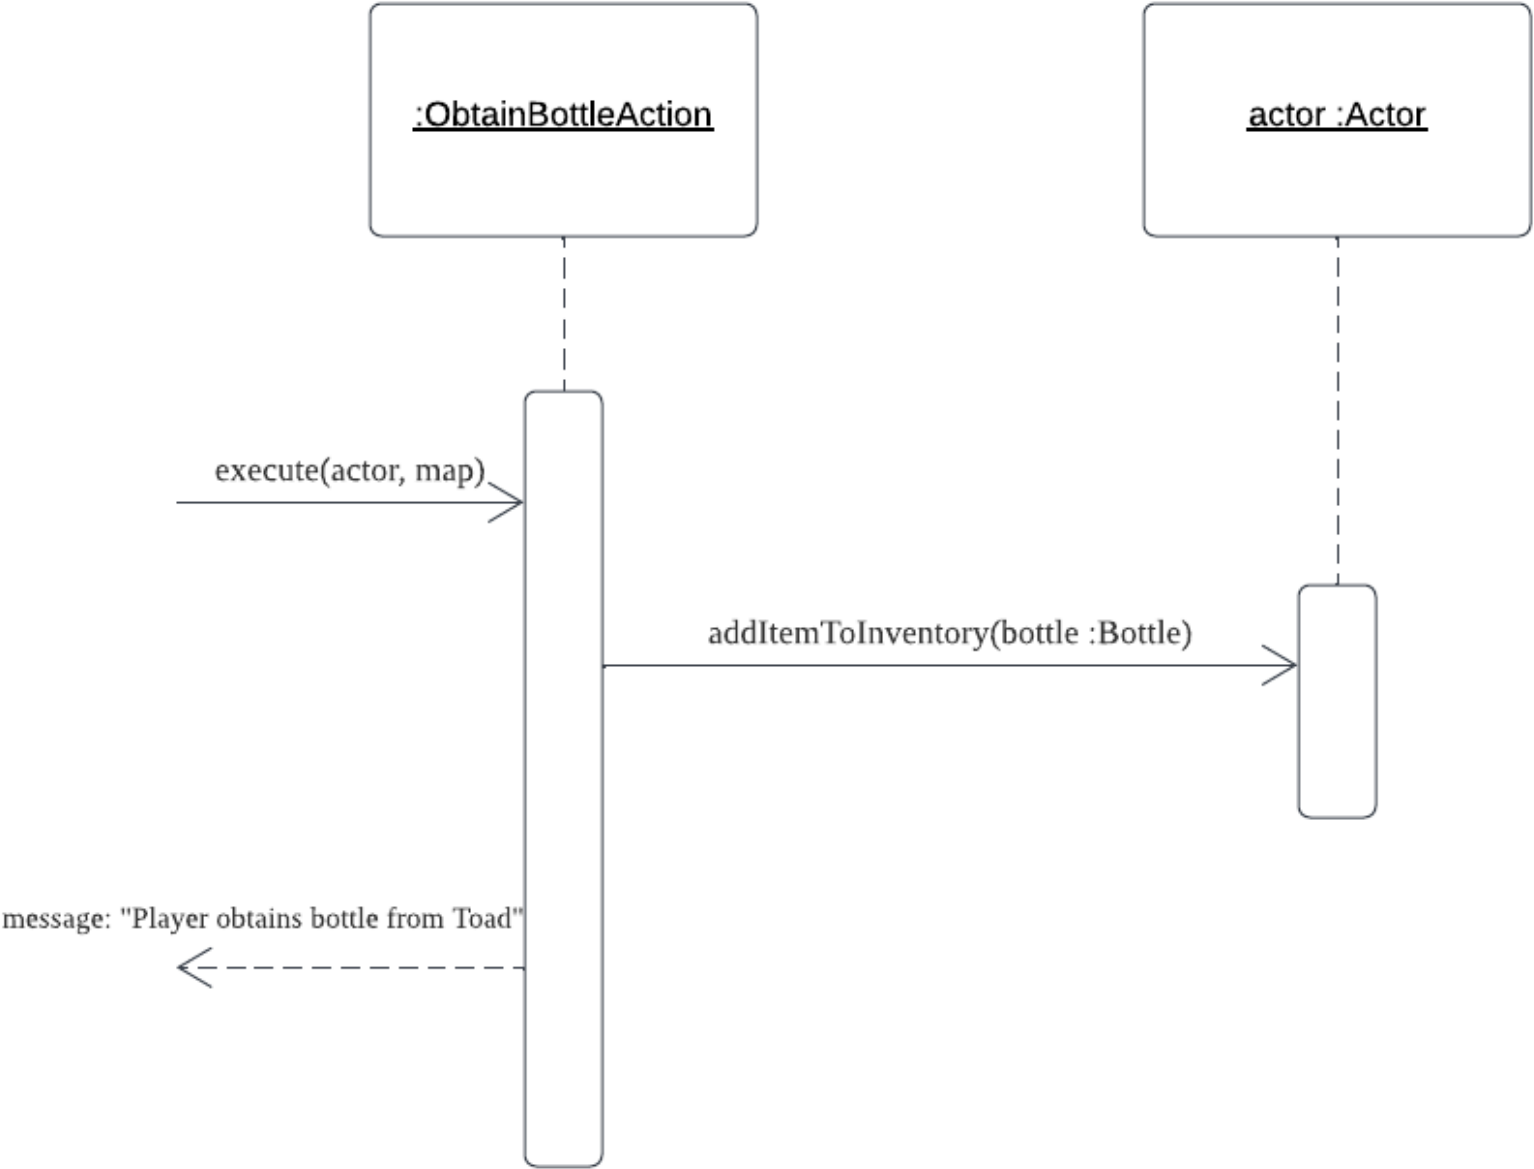 :ObtainBottleAction
actor :Actor
execute(actor, map)
addItemToInventory(bottle :Bottle)
message: "Player obtains bottle from Toad"